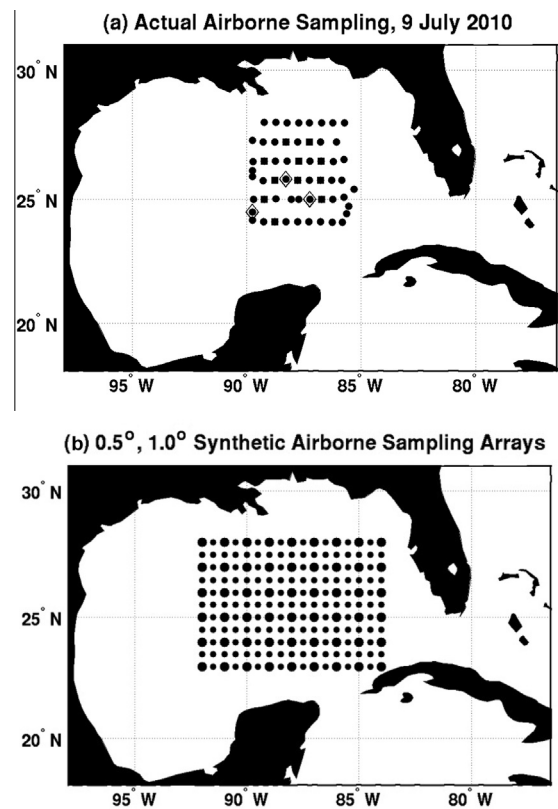 (a) Actual Airborne Sampling, 9 July 2010
30° N
25° N
20° N
95° W 90° W 85° W 80° W
(b) 0.5°, 1.0° Synthetic Airborne Sampling Arrays
30° N
25° N
20° N
95° W 90° W 85° W 80° W